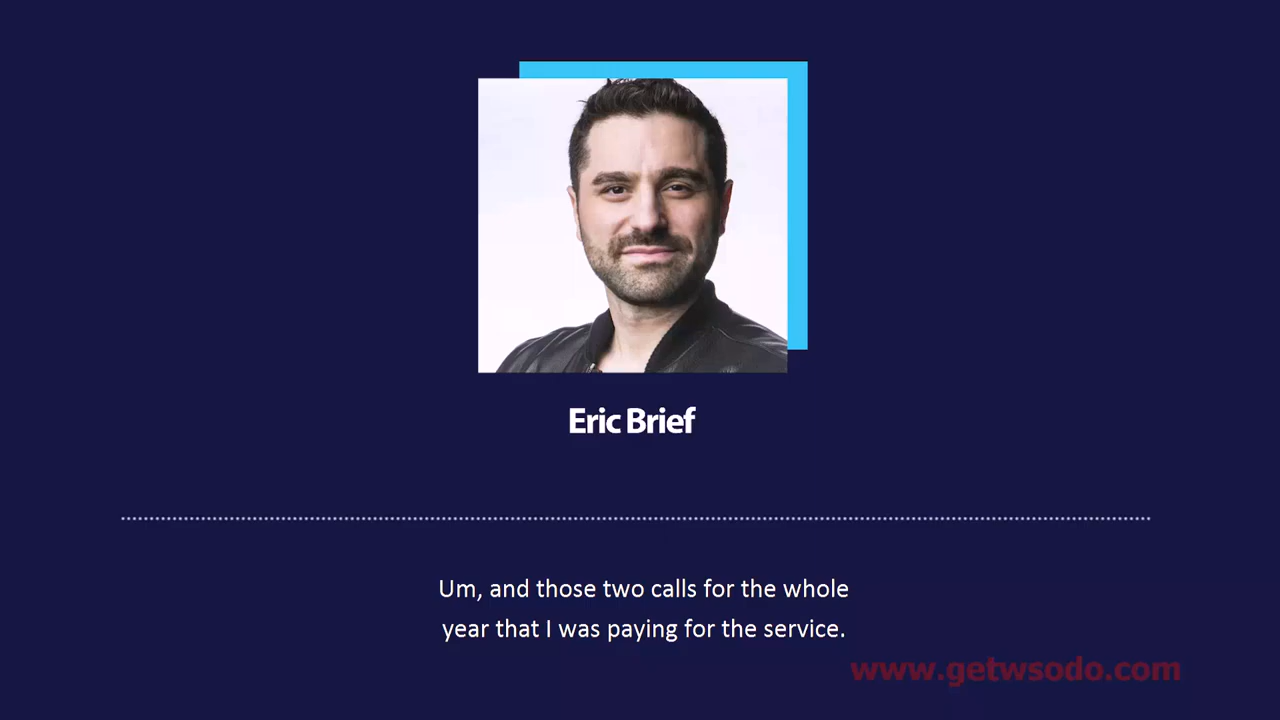 Eric Brief
Um, and those two calls for the whole
year that I was paying for the service.
www.getwsodo.com